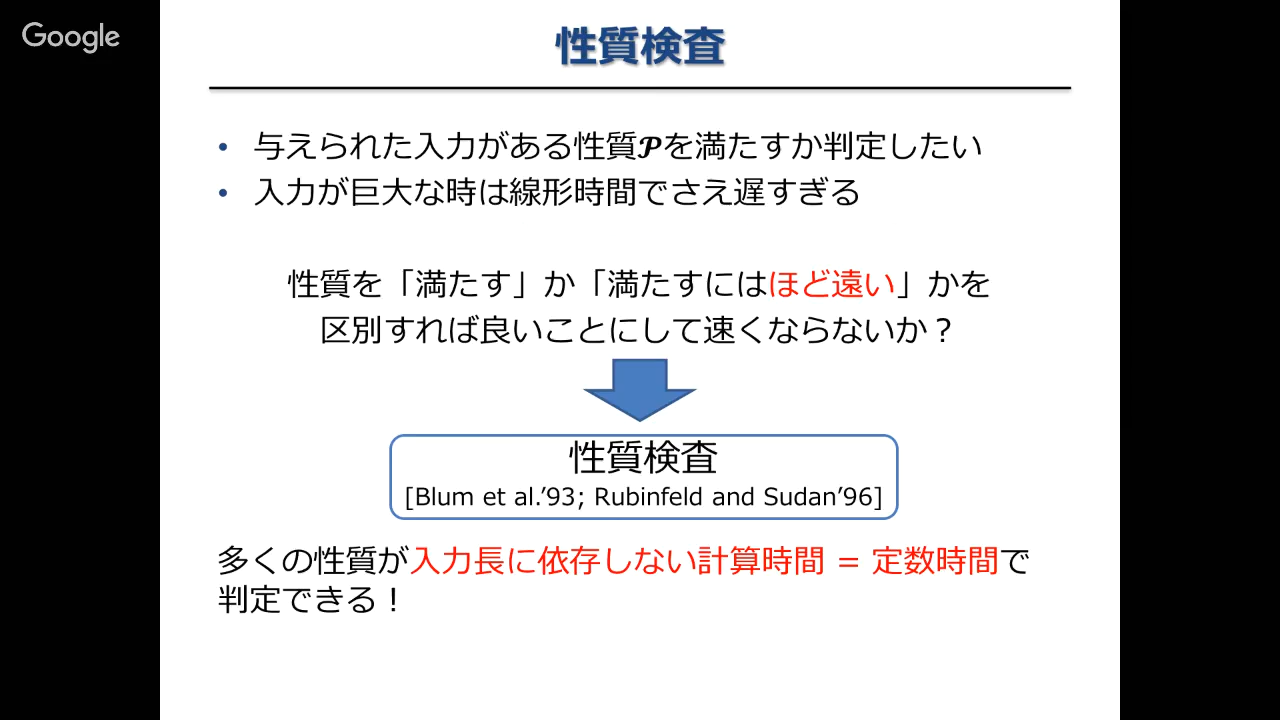 Google
性質検査
• 与えられた入力がある性質𝓟を満たすか判定したい
• 入力が巨大な時は線形時間でさえ遅すぎる
性質を「満たす」か「満たすにはほど遠い」かを
区別すれば良いことにして速くならないか？
性質検査
[Blum et al.’93; Rubinfeld and Sudan’96]
多くの性質が入力長に依存しない計算時間 = 定数時間で
判定できる！